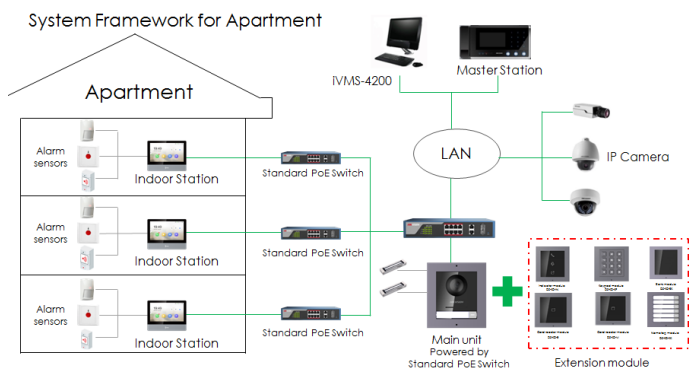 System Framework for Apartment
iVMS-4200
Master Station
Apartment
LAN
IP Camera
Alarm
sensors
Indoor Station
Standard PoE Switch
Alarm
sensors
Indoor Station
Standard PoE Switch
Alarm
sensors
Indoor Station
Standard PoE Switch
Main unit
Powered by
Standard PoE Switch
Extension module